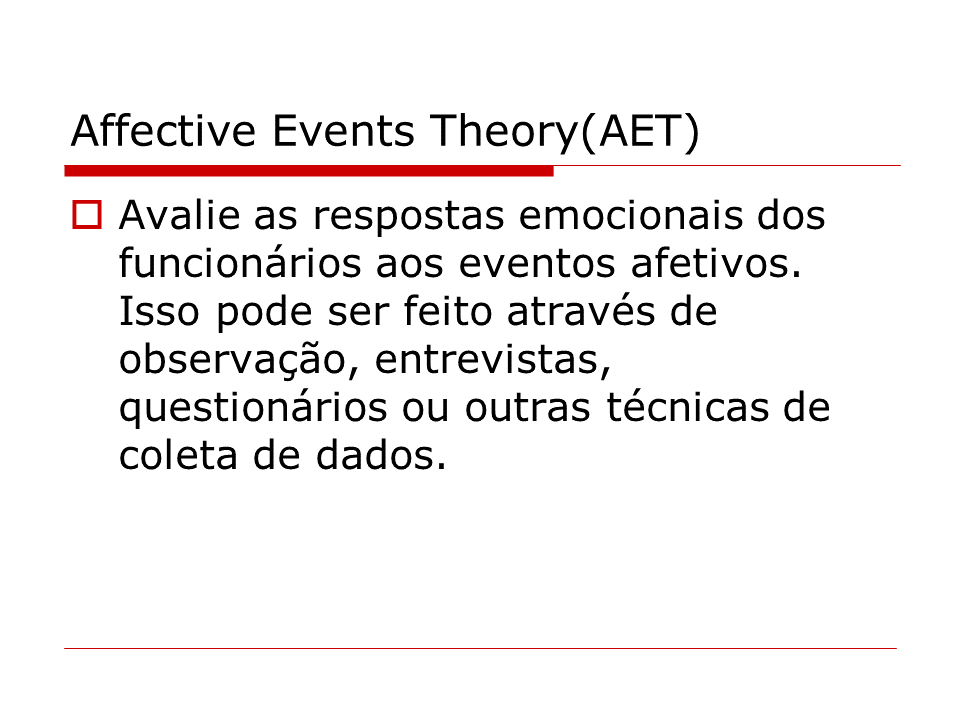 Affective Events Theory(AET)
Avalie as respostas emocionais dos
funcionários aos eventos afetivos.
Isso pode ser feito através de
observação, entrevistas,
questionários ou outras técnicas de
coleta de dados.